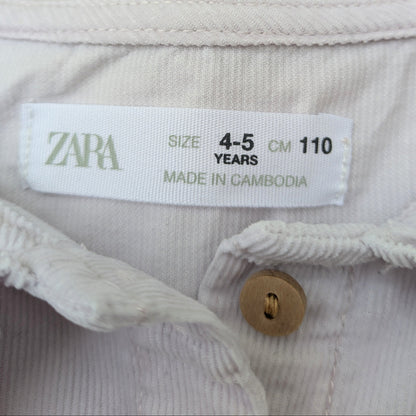 ZARA
SIZE 4-5 CM 110
YEARS
MADE IN CAMBODIA